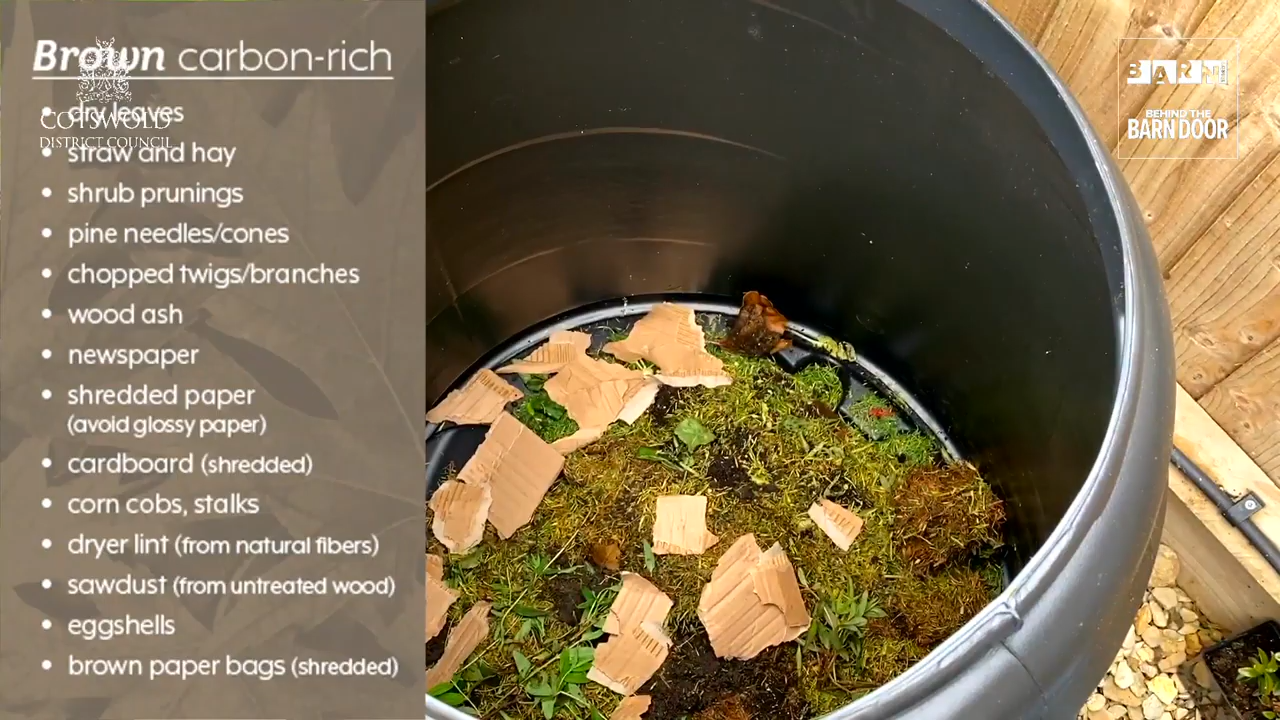 Brown carbon-rich
• dry leaves
COTSWOLD
DISTRICT COUNCIL
• straw and hay
• shrub prunings
• pine needles/cones
• chopped twigs/branches
• wood ash
• newspaper
• shredded paper
(avoid glossy paper)
• cardboard (shredded)
• corn cobs, stalks
• dryer lint (from natural fibers)
• sawdust (from untreated wood)
• eggshells
• brown paper bags (shredded)
BEHIND THE
BARN DOOR